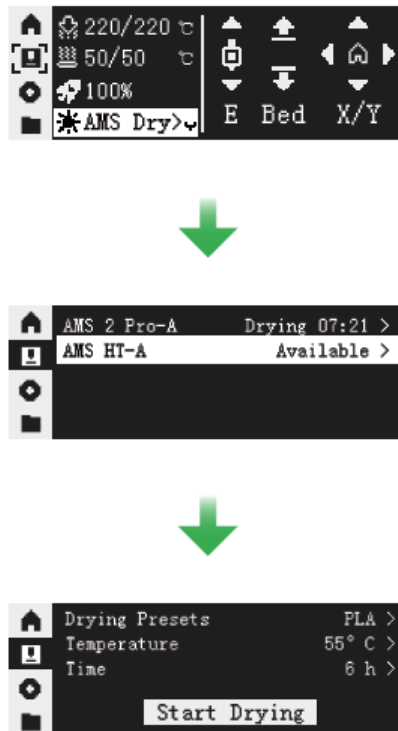 220/220 ℃
50/50 ℃
100%
AMS Dry>
E Bed X/Y
AMS 2 Pro-A Drying 07:21 >
AMS HT-A Available >
Drying Presets PLA >
Temperature 55° C >
Time 6 h >
Start Drying